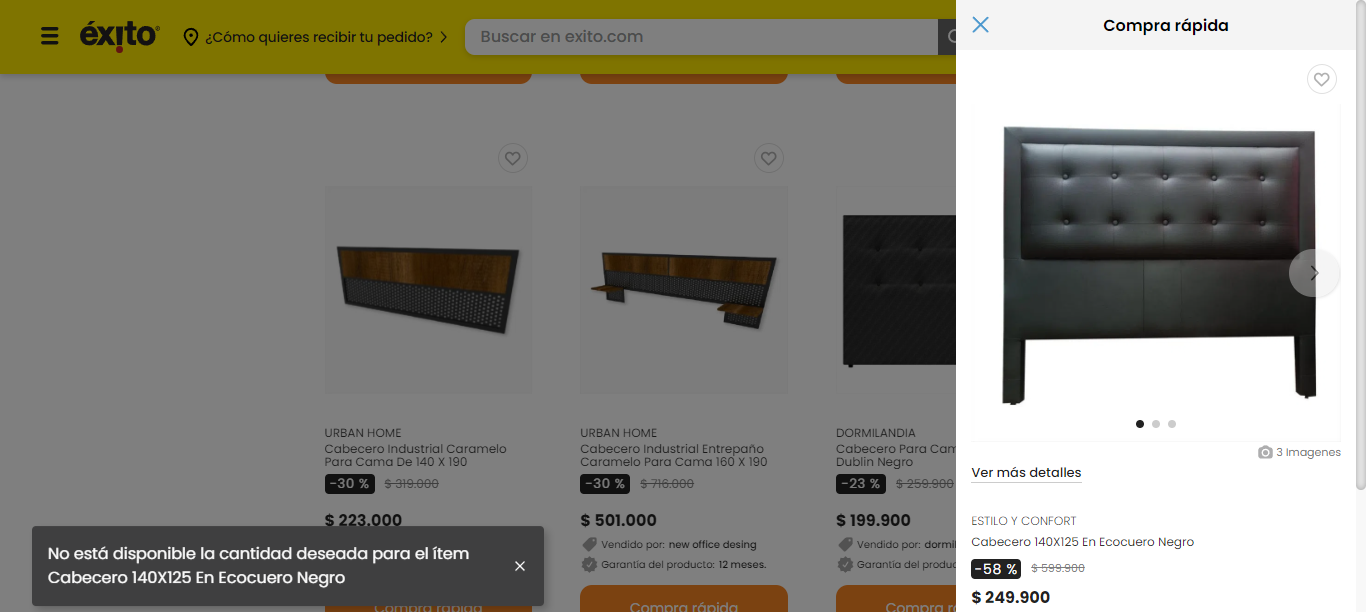 éxito
¿Cómo quieres recibir tu pedido?
Buscar en exito.com
URBAN HOME
Cabecero Industrial Caramelo
Para Cama De 140 X 190
-30 % $ 319.000
$ 223.000
URBAN HOME
Cabecero Industrial Entrepaño
Caramelo Para Cama 160 X 190
-30 % $ 716.000
$ 501.000
Vendido por: new office desing
Garantía del producto: 12 meses.
Compra rápida
DORMILANDIA
Cabecero Para Cam
Dublin Negro
-23 % $ 259.900
$ 199.900
Vendido por: dormil
Garantía del produc
Compra ra
Compra rápida
No está disponible la cantidad deseada para el ítem
Cabecero 140X125 En Ecocuero Negro
Compra rápida
3 Imagenes
Ver más detalles
ESTILO Y CONFORT
Cabecero 140X125 En Ecocuero Negro
-58 % $ 599.900
$ 249.900